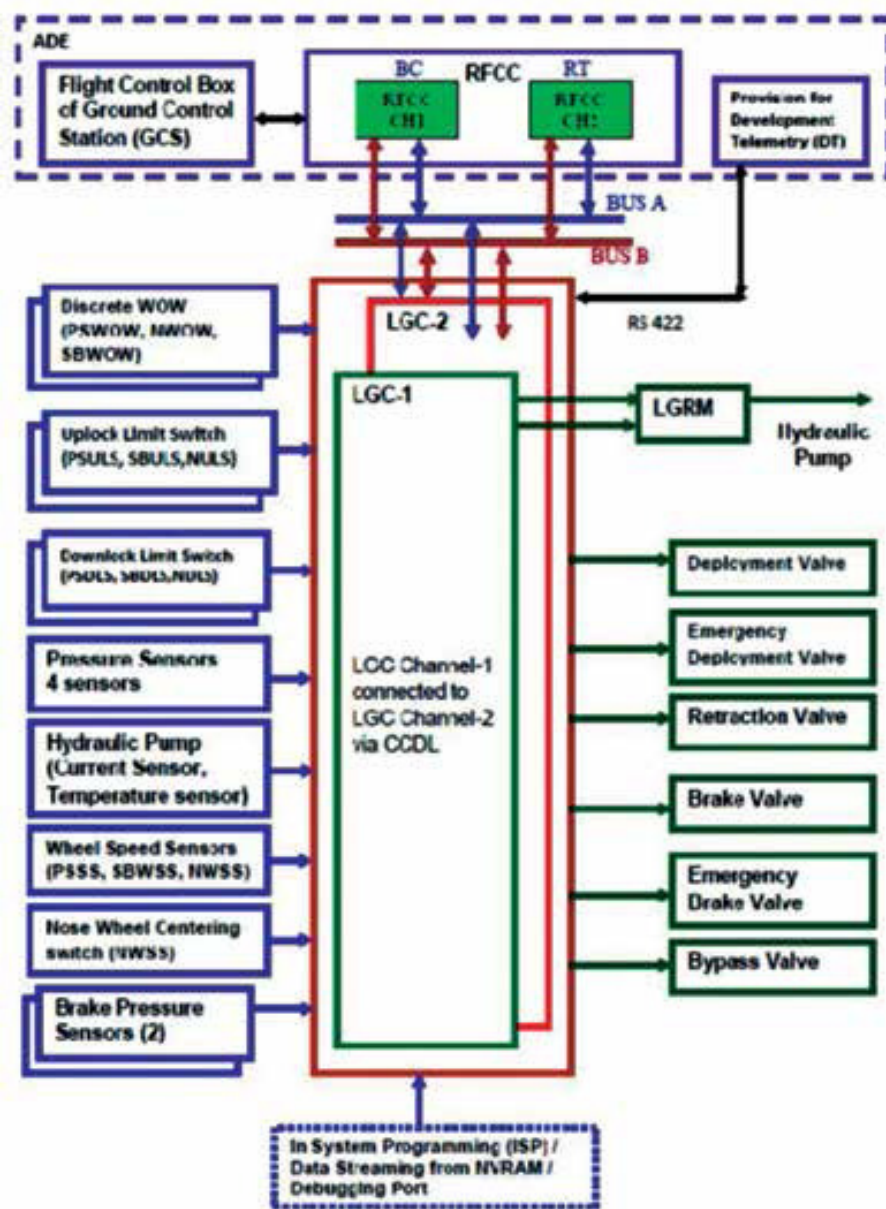 ADE
Flight Control Box
of Ground Control
Station (GCS)
BC
RFCC
RT
RFCC
CH1
RFCC
CH2
Provision for
Development
Telemetry (DT)
BUS A
BUS B
RS 422
Discrete WOW
(PSWOW, NWOW,
SBWOW)
LGC-2
LGC-1
LGRM
Hydraulic
Pump
Uplock Limit Switch
(PSULS, SBULS,NULS)
Downlock Limit Switch
(PSDLS, SBDLS,NDLS)
Deployment Valve
Pressure Sensors
4 sensors
Emergency
Deployment Valve
LGC Channel-1
connected to
LGC Channel-2
via CCDL
Retraction Valve
Hydraulic Pump
(Current Sensor,
Temperature sensor)
Brake Valve
Wheel Speed Sensors
(PSSS, SBWSS, NWSS)
Emergency
Brake Valve
Nose Wheel Centering
switch (NWSS)
Bypass Valve
Brake Pressure
Sensors (2)
In System Programming (ISP) /
Data Streaming from NVRAM /
Debugging Port